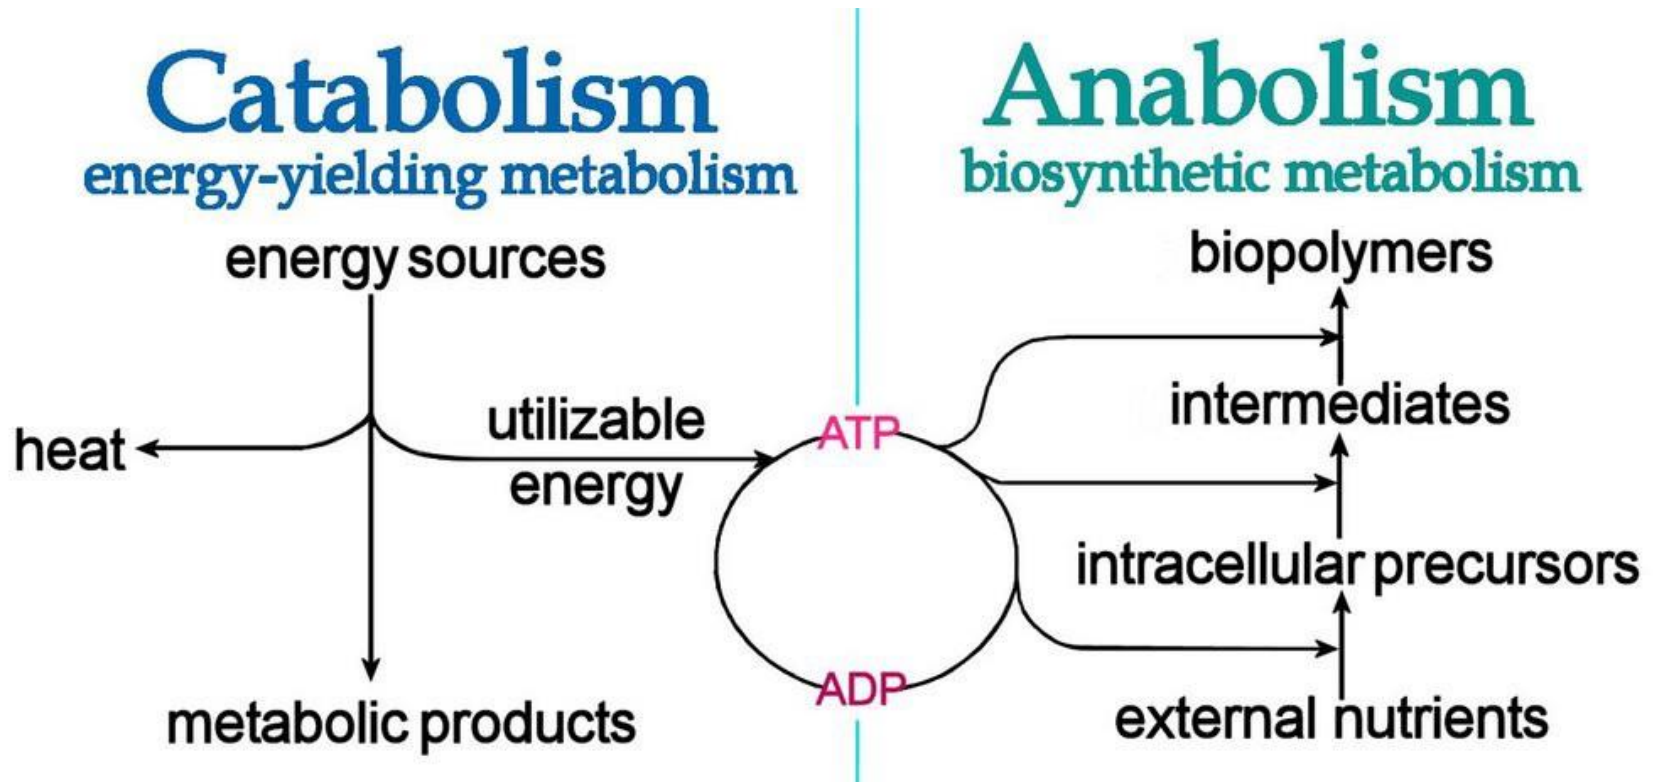 Catabolism
energy-yielding metabolism
energy sources
heat
utilizable
energy
metabolic products
ATP
ADP
Anabolism
biosynthetic metabolism
biopolymers
intermediates
intracellular precursors
external nutrients